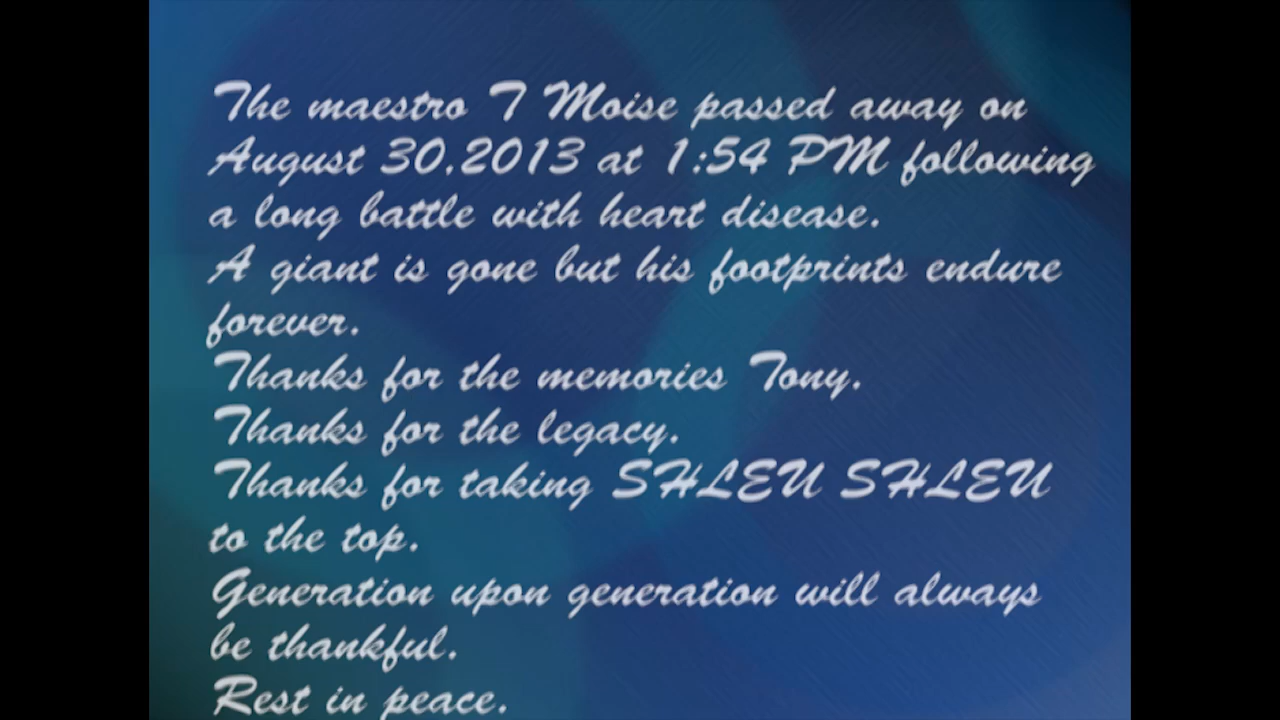 The maestro T Moise passed away on
August 30,2013 at 1:54 PM following
a long battle with heart disease.
A giant is gone but his footprints endure
forever.
Thanks for the memories Tony.
Thanks for the legacy.
Thanks for taking SHLEU SHLEU
to the top.
Generation upon generation will always
be thankful.
Rest in peace.